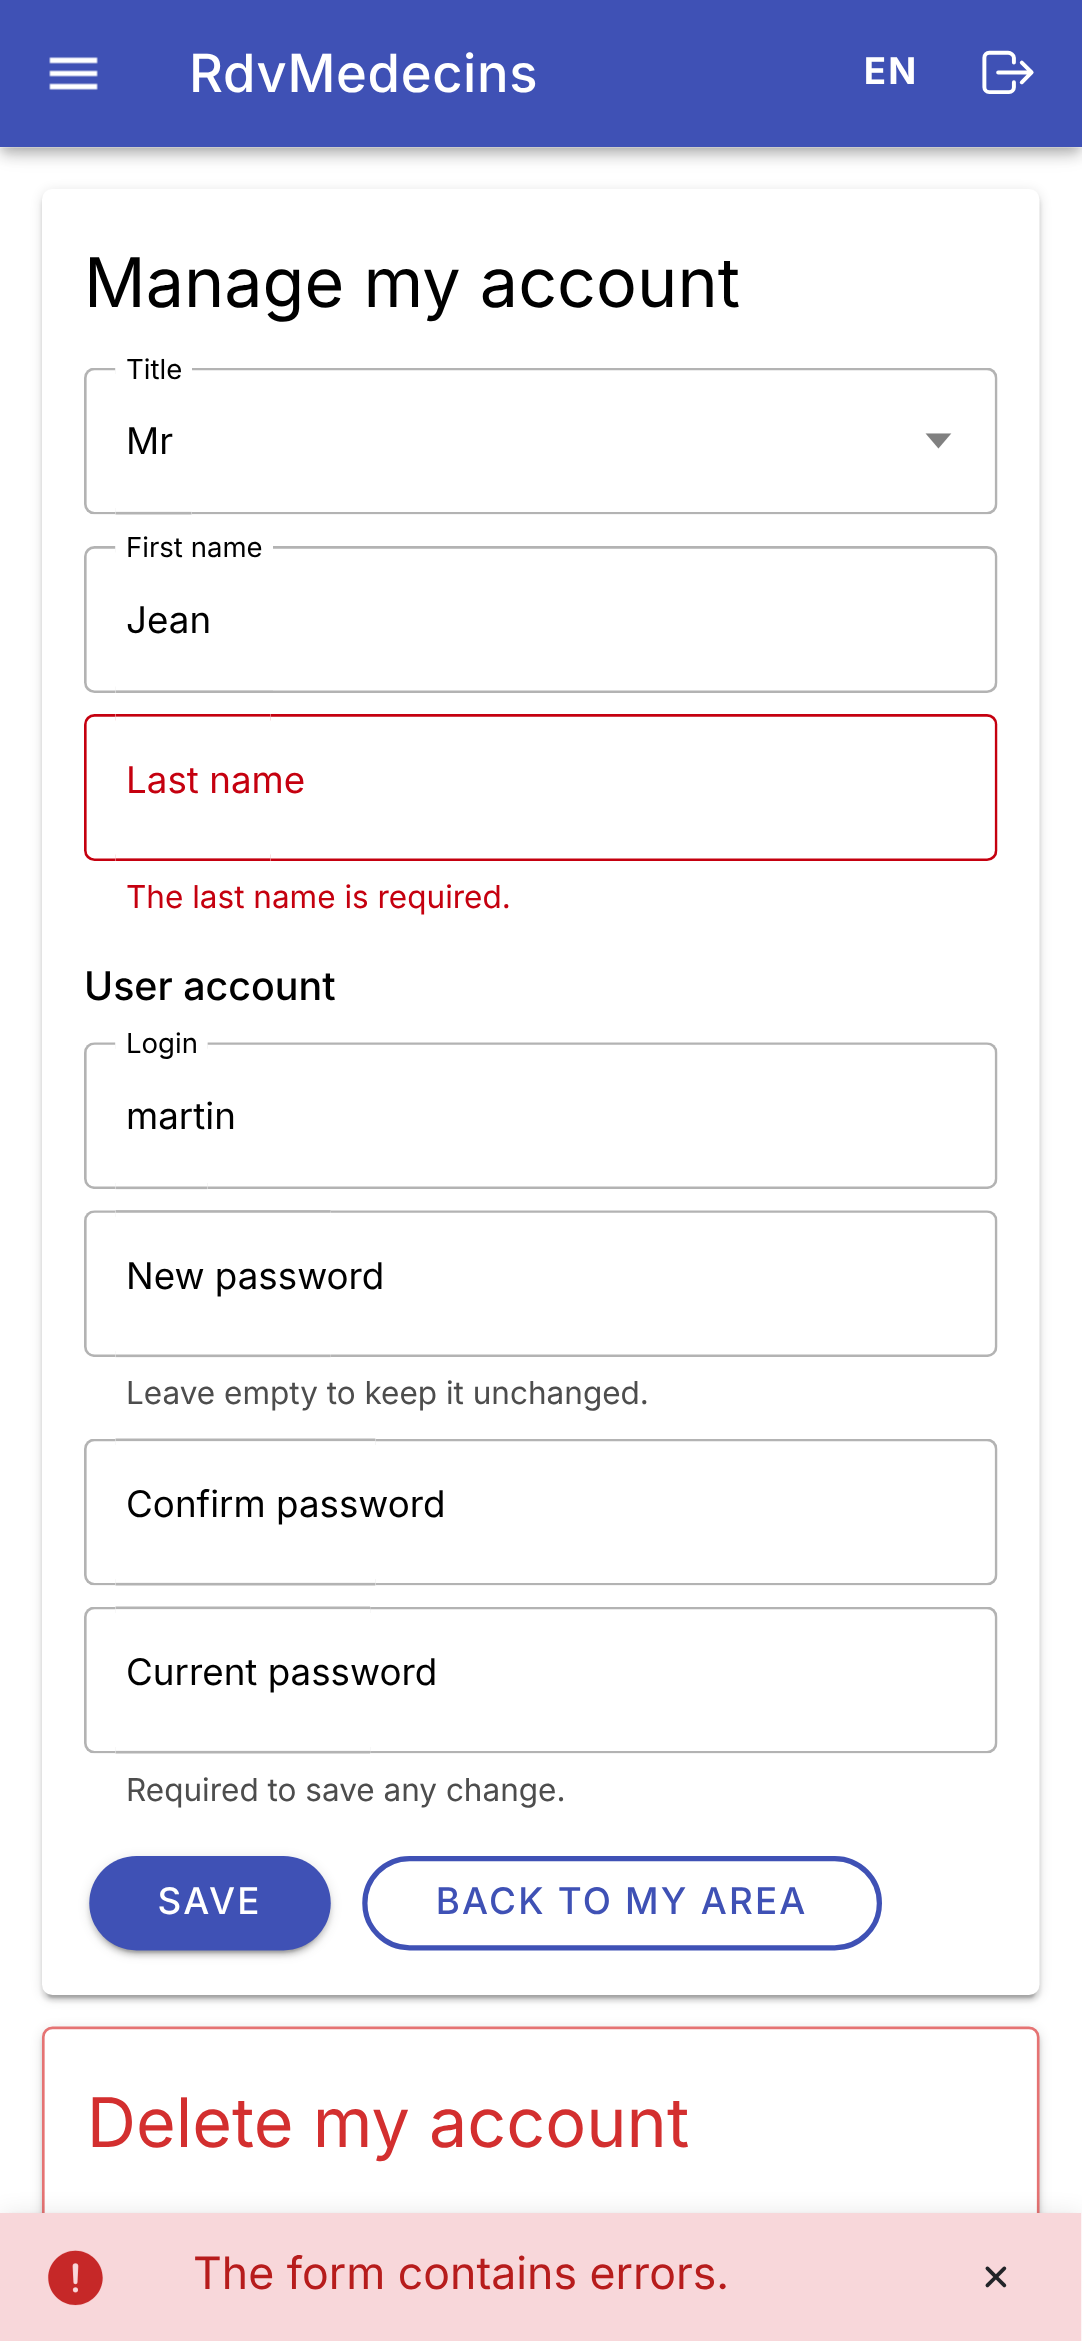 RdvMedecins EN
Manage my account
Title
Mr
First name
Jean
Last name
The last name is required.
User account
Login
martin
New password
Leave empty to keep it unchanged.
Confirm password
Current password
Required to save any change.
SAVE BACK TO MY AREA
Delete my account
The form contains errors.